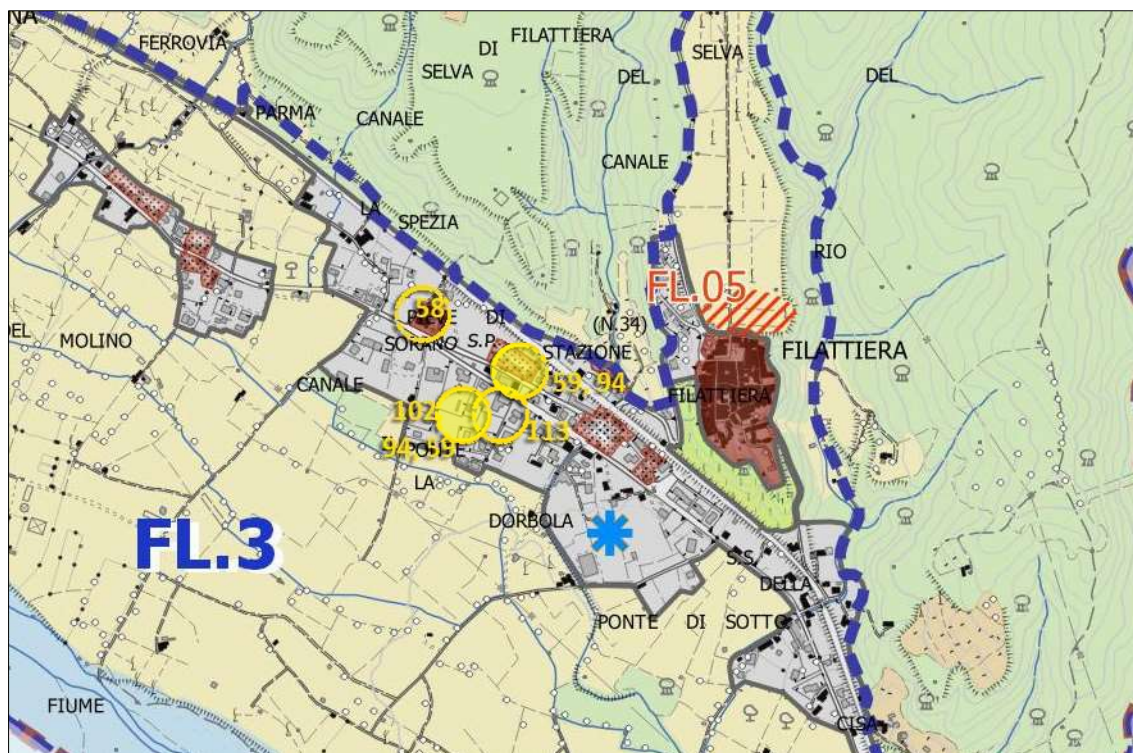 NA
FERROVIA
DI FILATTIERA
SELVA
DEL
SELVA
DEL
PARMA
CANALE
CANALE
LA
SPEZIA
RIO
FL.05
58
PIEVE DI
(N.34)
DEL
MOLINO
SORANO
S.P.
STAZIONE
FILATTIERA
CANALE
59, 94
FILATTIERA
102
113
94,
LA
FL.3
DORBOLA
S.S.
DELLA
PONTE DI SOTTO
FIUME
CISA